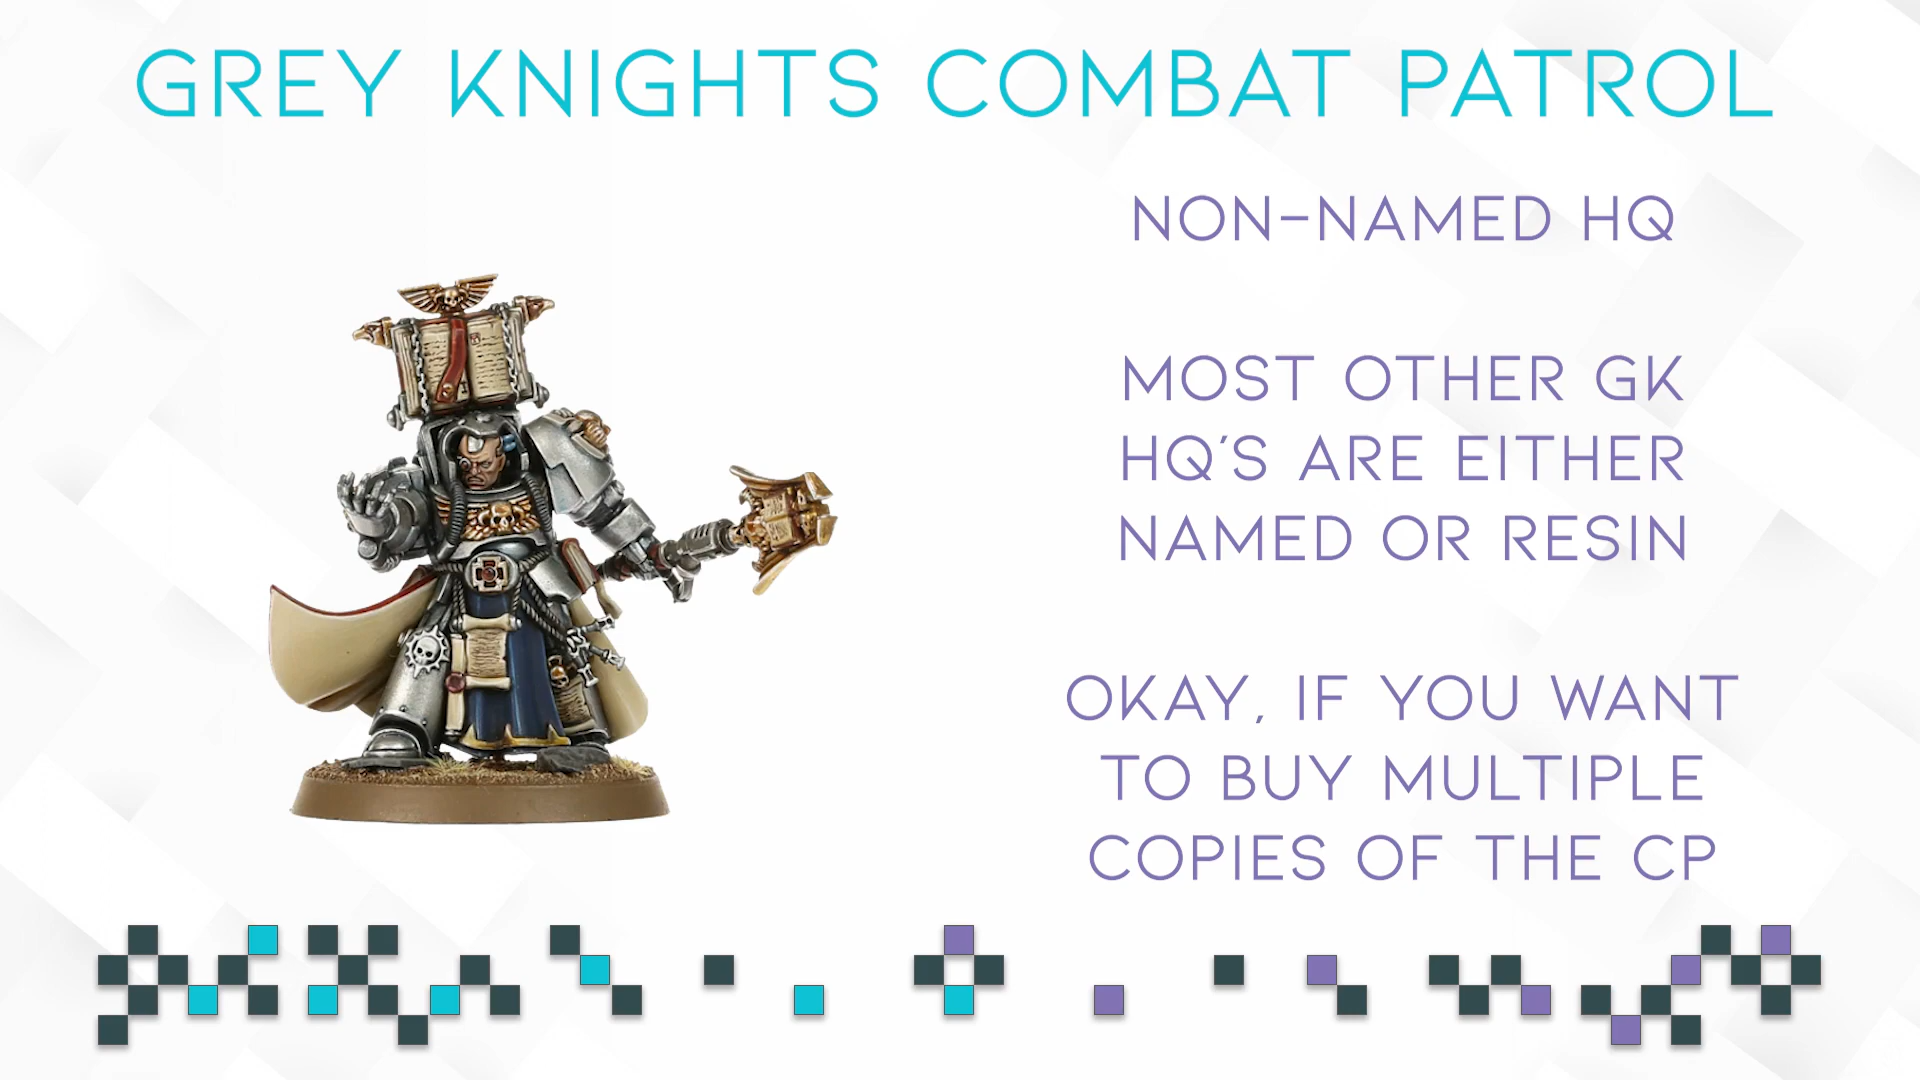 GREY KNIGHTS COMBAT PATROL
NON-NAMED HQ
MOST OTHER GK
HQ'S ARE EITHER
NAMED OR RESIN
OKAY, IF YOU WANT
TO BUY MULTIPLE
COPIES OF THE CP